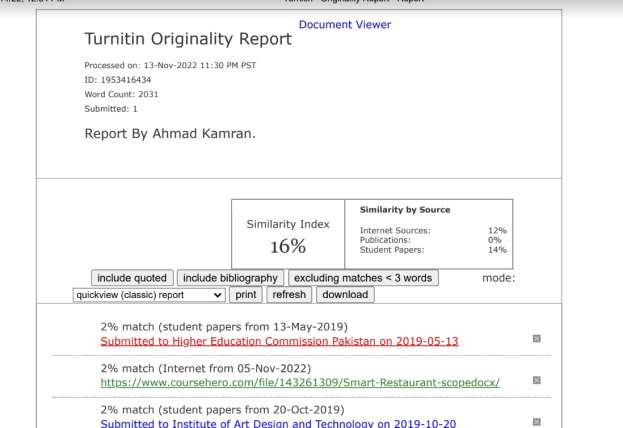 Document Viewer
Turnitin Originality Report
Processed on: 13-Nov-2022 11:30 PM PST
ID: 1953416434
Word Count: 2031
Submitted: 1
Report By Ahmad Kamran.
Similarity Index
16%
Similarity by Source
Internet Sources: 12%
Publications: 0%
Student Papers: 14%
include quoted include bibliography excluding matches < 3 words mode:
quickview (classic) report print refresh download
2% match (student papers from 13-May-2019)
Submitted to Higher Education Commission Pakistan on 2019-05-13
2% match (Internet from 05-Nov-2022)
https://www.coursehero.com/file/143261309/Smart-Restaurant-scopedocx/
2% match (student papers from 20-Oct-2019)
Submitted to Institute of Art Design and Technology on 2019-10-20